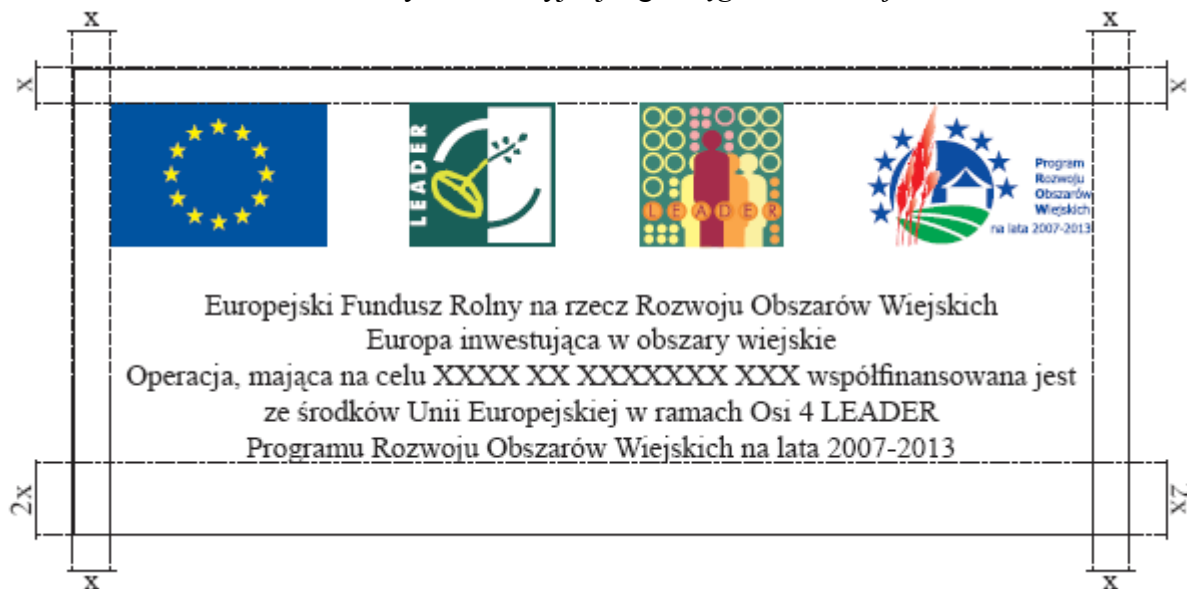 x x
x x
LEADER
LEADER
Program
Rozwoju
Obszarów
Wiejskich
na lata 2007-2013
Europejski Fundusz Rolny na rzecz Rozwoju Obszarów Wiejskich
Europa inwestująca w obszary wiejskie
Operacja, mająca na celu XXXX XX XXXXXXX XXX współfinansowana jest
ze środków Unii Europejskiej w ramach Osi 4 LEADER
Programu Rozwoju Obszarów Wiejskich na lata 2007-2013
2x 2x
x x